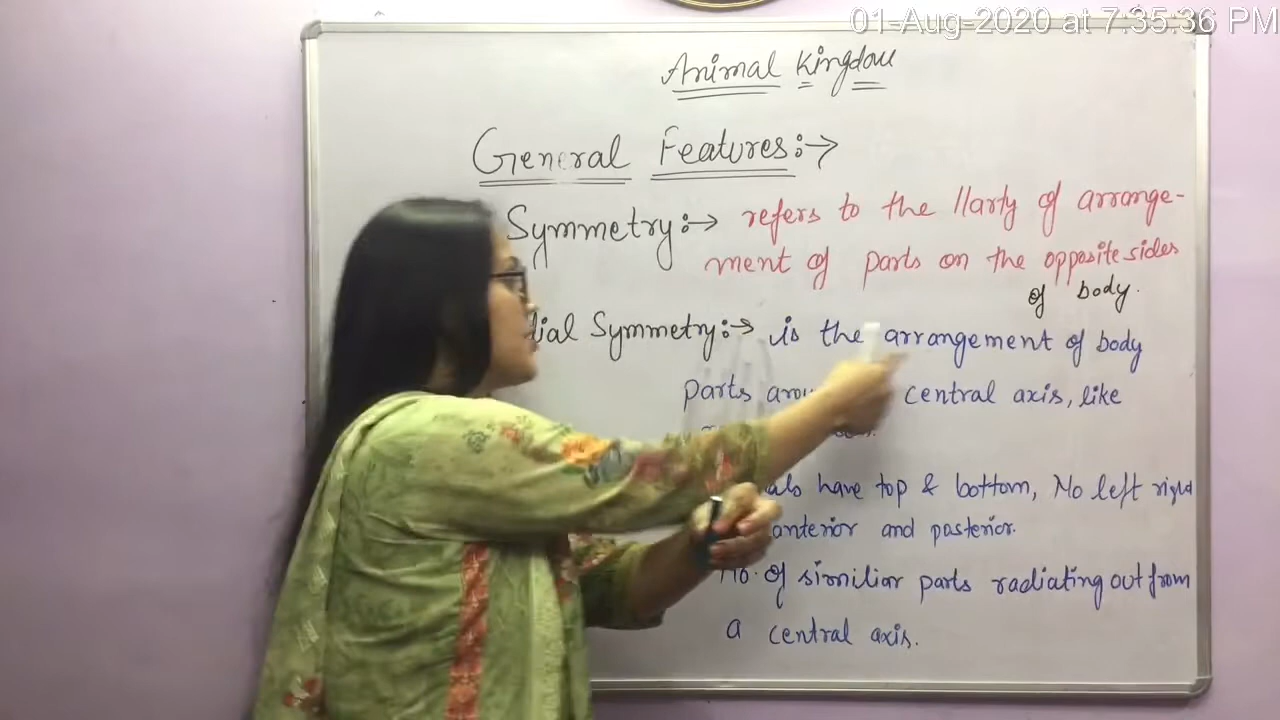 01-Aug-2020 at 7:35:36 PM
Animal Kingdom
General Features:→
Symmetry:→ refers to the llarty of arrange-
ment of parts on the opposite sides
of body.
dial Symmetry:→ is the arrangement of body
parts arou central axis, like
als have top & bottom, No left right
anterior and posterior.
No. of similiar parts radiating out from
a central axis.